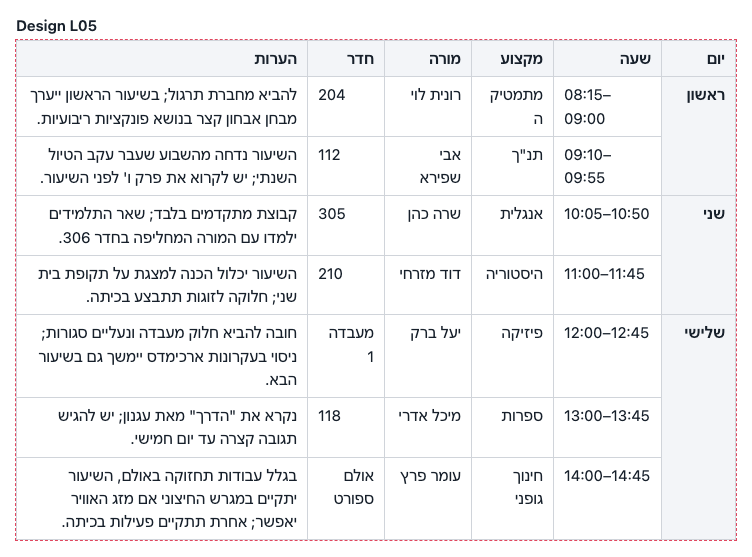 Design L05
יום
שעה
מקצוע
מורה
חדר
הערות
ראשון
08:15–
09:00
מתמטיק
ה
רונית לוי
204
להביא מחברת תרגול; בשיעור הראשון ייערך
מבחן אבחון קצר בנושא פונקציות ריבועיות.
09:10–
09:55
תנ"ך
אבי
שפירא
112
השיעור נדחה מהשבוע שעבר עקב הטיול
השנתי; יש לקרוא את פרק ו' לפני השיעור.
שני
10:05–10:50
אנגלית
שרה כהן
305
קבוצת מתקדמים בלבד; שאר התלמידים
ילמדו עם המורה המחליפה בחדר 306.
11:00–11:45
היסטוריה
דוד מזרחי
210
השיעור יכלול הכנה למצגת על תקופת בית
שני; חלוקה לזוגות תתבצע בכיתה.
שלישי
12:00–12:45
פיזיקה
יעל ברק
מעבדה
1
חובה להביא חלוק מעבדה ונעליים סגורות;
ניסוי בעקרונות ארכימדס יימשך גם בשיעור
הבא.
13:00–13:45
ספרות
מיכל אדרי
118
נקרא את "הדרך" מאת עגנון; יש להגיש
תגובה קצרה עד יום חמישי.
14:00–14:45
חינוך
גופני
עומר פרץ
אולם
ספורט
בגלל עבודות תחזוקה באולם, השיעור
יתקיים במגרש החיצוני אם מזג האוויר
יאפשר; אחרת תתקיים פעילות בכיתה.